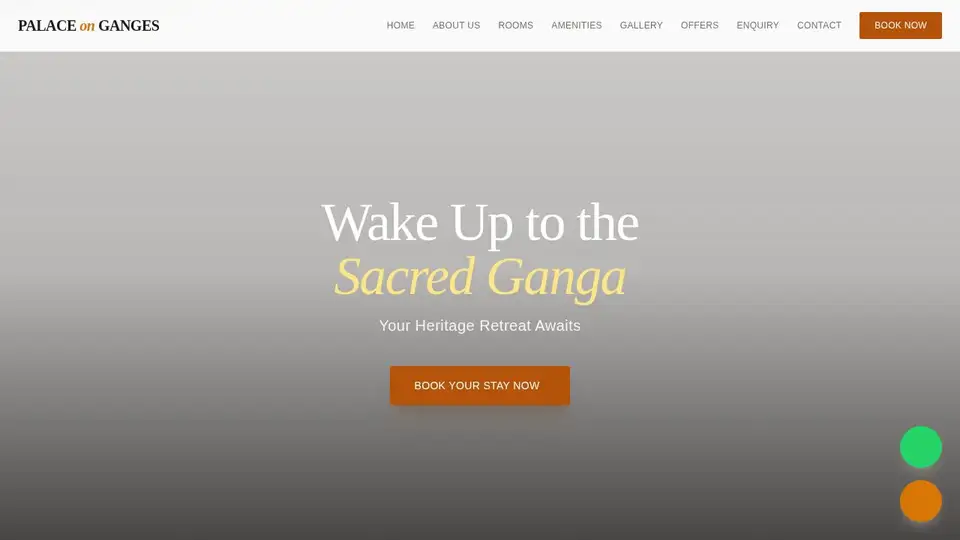 PALACE on GANGES
HOME
ABOUT US
ROOMS
AMENITIES
GALLERY
OFFERS
ENQUIRY
CONTACT
BOOK NOW
Wake Up to the
Sacred Ganga
Your Heritage Retreat Awaits
BOOK YOUR STAY NOW